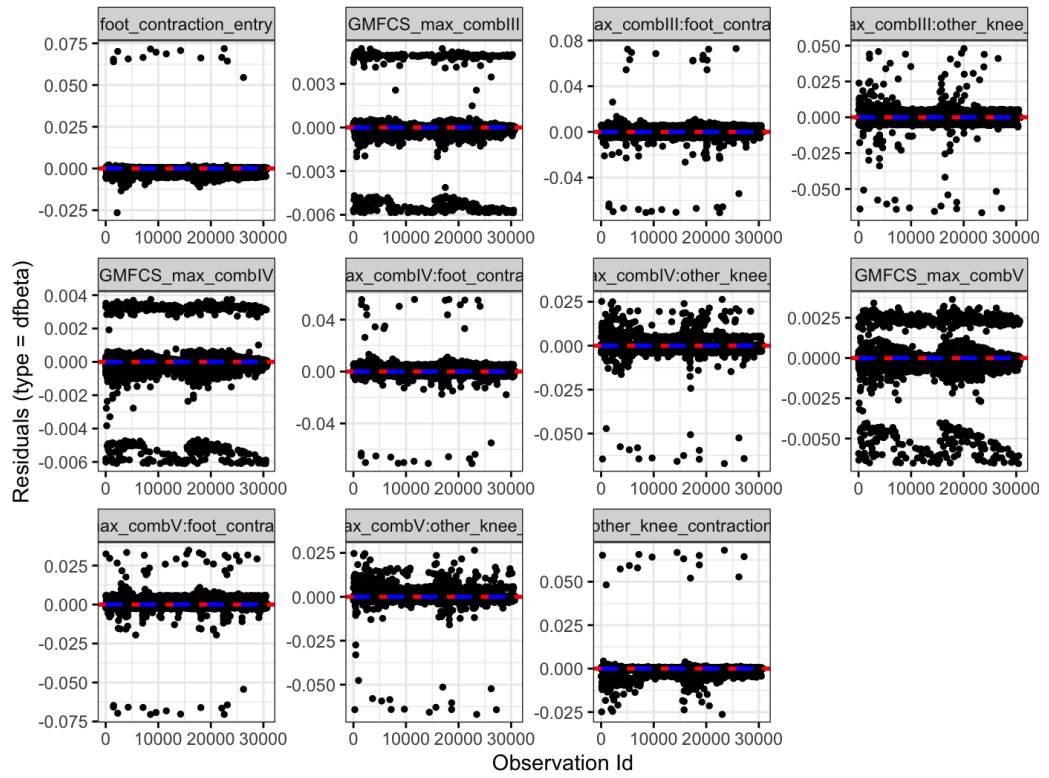 foot_contraction_entry
GMFCS_max_combIII
ax_combIII:foot_contra
ax_combIII:other_knee_
0.075
0.050
0.025
0.000
-0.025
0.003
0.000
-0.003
-0.006
0.08
0.04
0.00
-0.04
0.050
0.025
0.000
-0.025
-0.050
0 10000 20000 30000
0 10000 20000 30000
0 10000 20000 30000
0 10000 20000 30000
GMFCS_max_combIV
ax_combIV:foot_contra
ax_combIV:other_knee_
GMFCS_max_combV
0.004
0.002
0.000
-0.002
-0.004
-0.006
0.04
0.00
-0.04
0.025
0.000
-0.025
-0.050
0.0025
0.0000
-0.0025
-0.0050
0 10000 20000 30000
0 10000 20000 30000
0 10000 20000 30000
0 10000 20000 30000
ax_combV:foot_contra
ax_combV:other_knee_
other_knee_contraction
0.025
0.000
-0.025
-0.050
-0.075
0.025
0.000
-0.025
-0.050
0.050
0.025
0.000
-0.025
0 10000 20000 30000
0 10000 20000 30000
0 10000 20000 30000
Residuals (type = dfbeta)
Observation Id